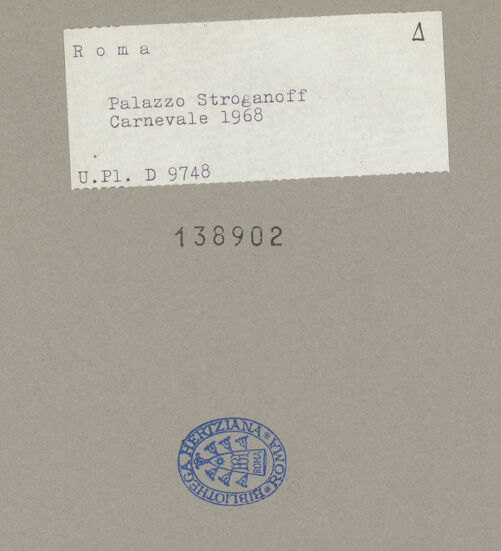 R o m a
Δ
Palazzo Stroganoff
Carnevale 1968
U.Pl. D 9748
138902
BIBLIOTHECA HERTZIANA * ROMA *
ROMA